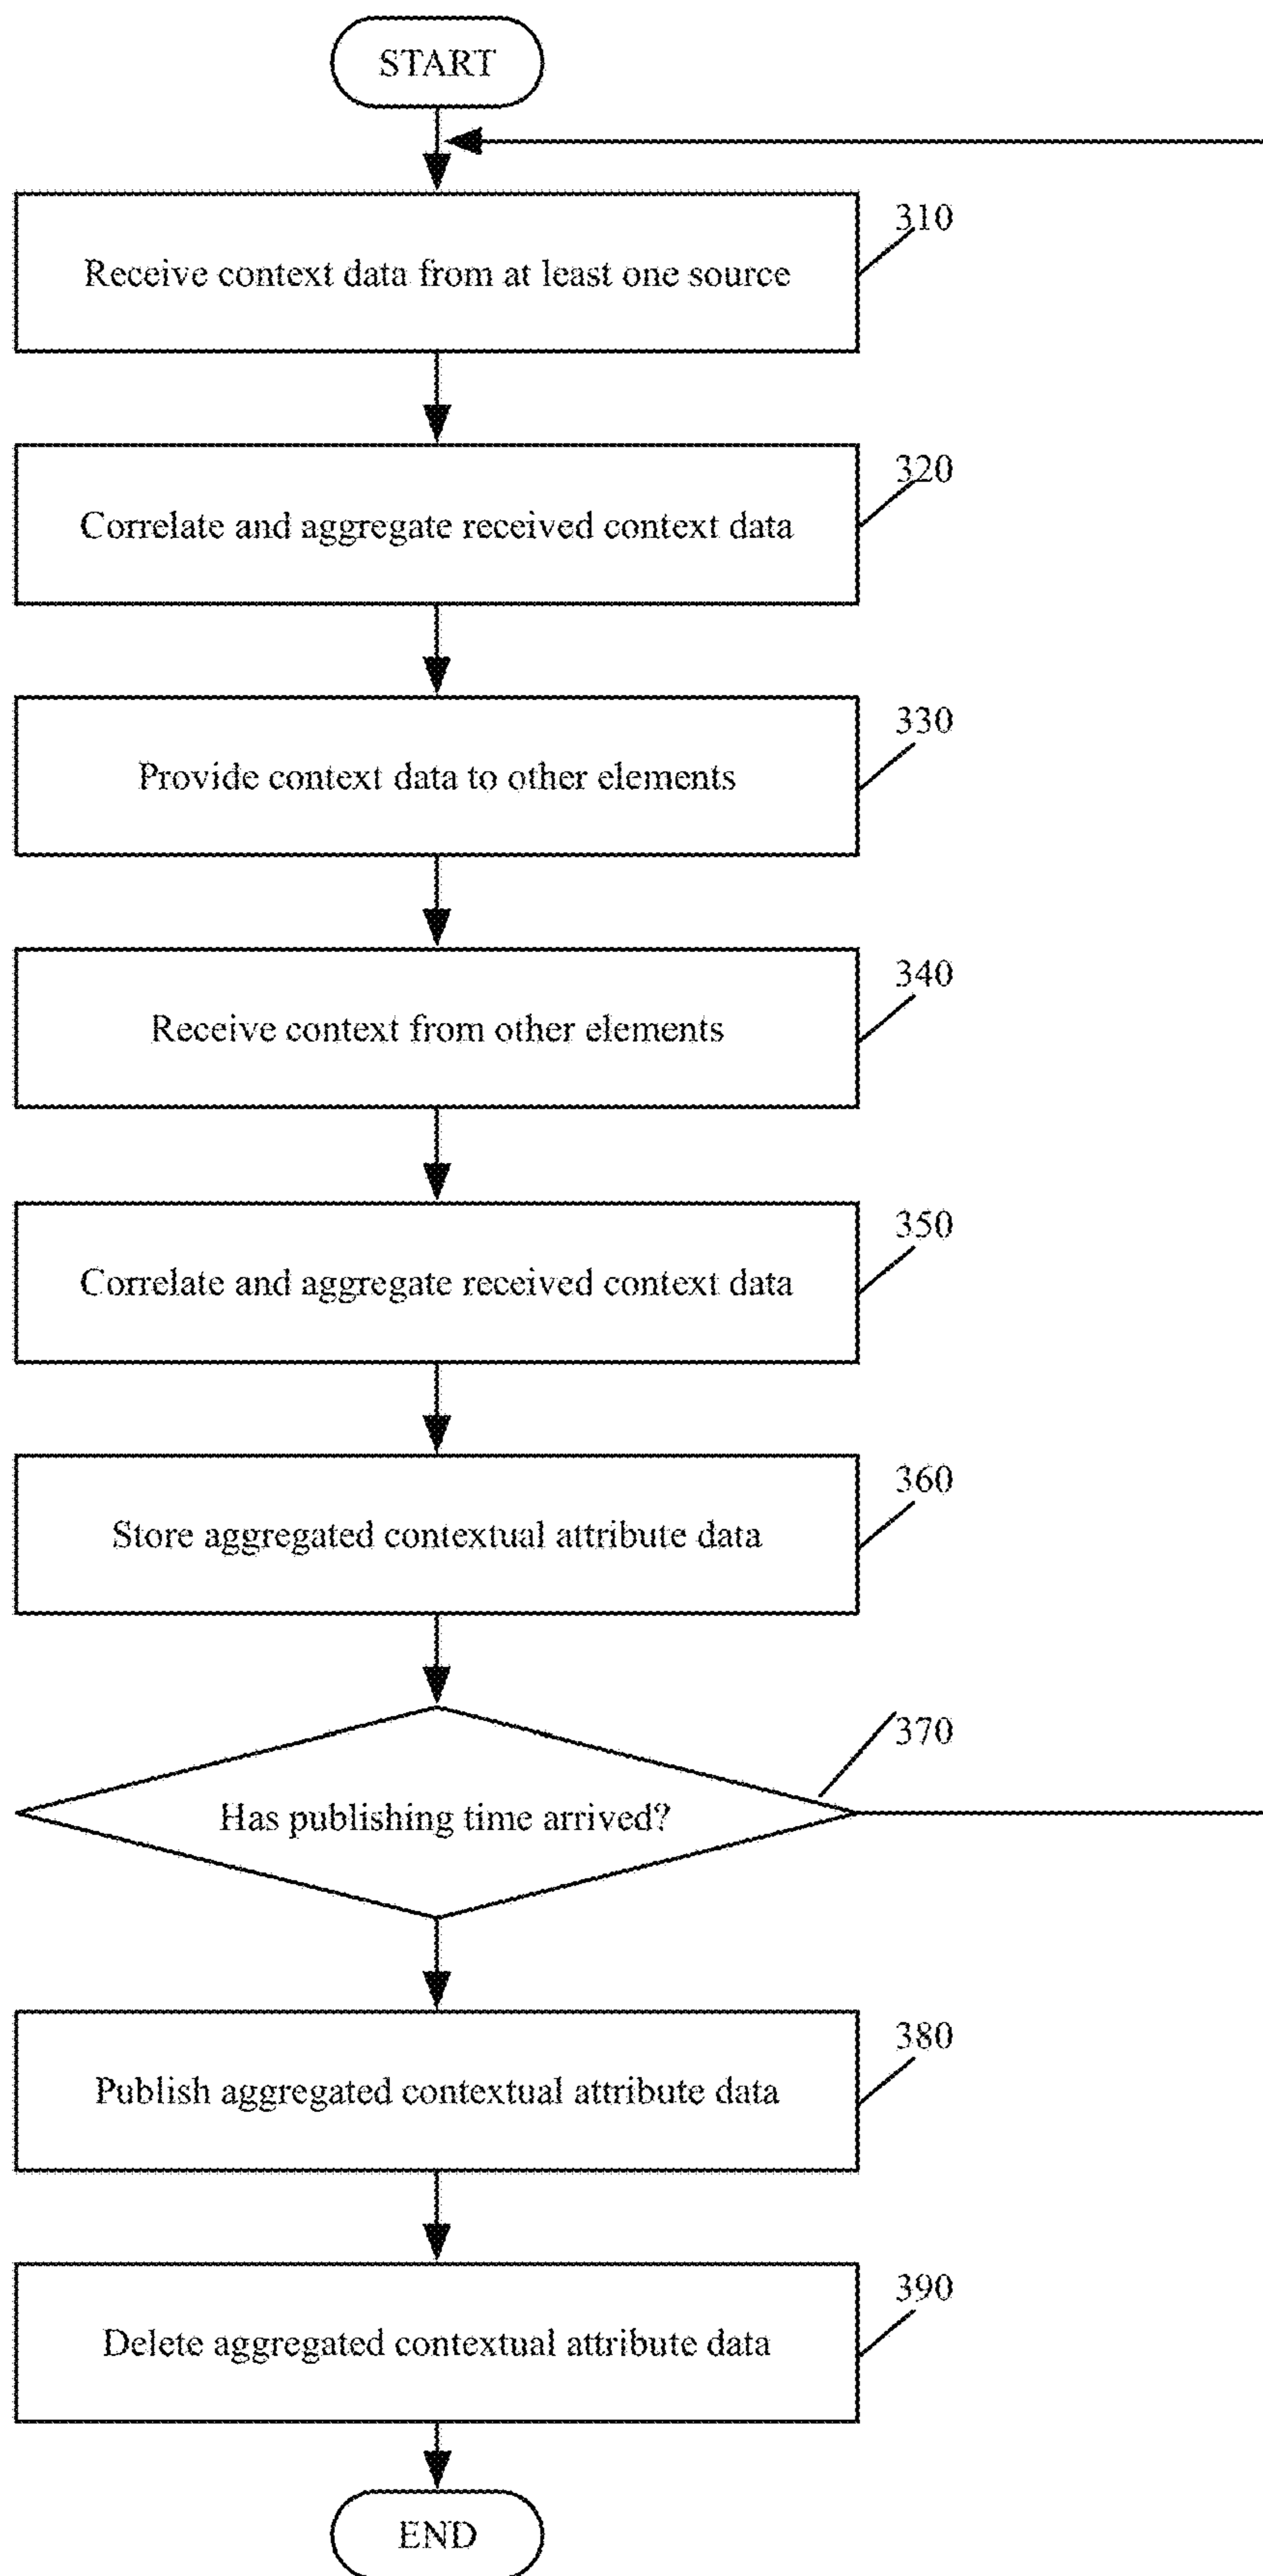 START
310
Receive context data from at least one source
320
Correlate and aggregate received context data
330
Provide context data to other elements
340
Receive context from other elements
350
Correlate and aggregate received context data
360
Store aggregated contextual attribute data
370
Has publishing time arrived?
380
Publish aggregated contextual attribute data
390
Delete aggregated contextual attribute data
END